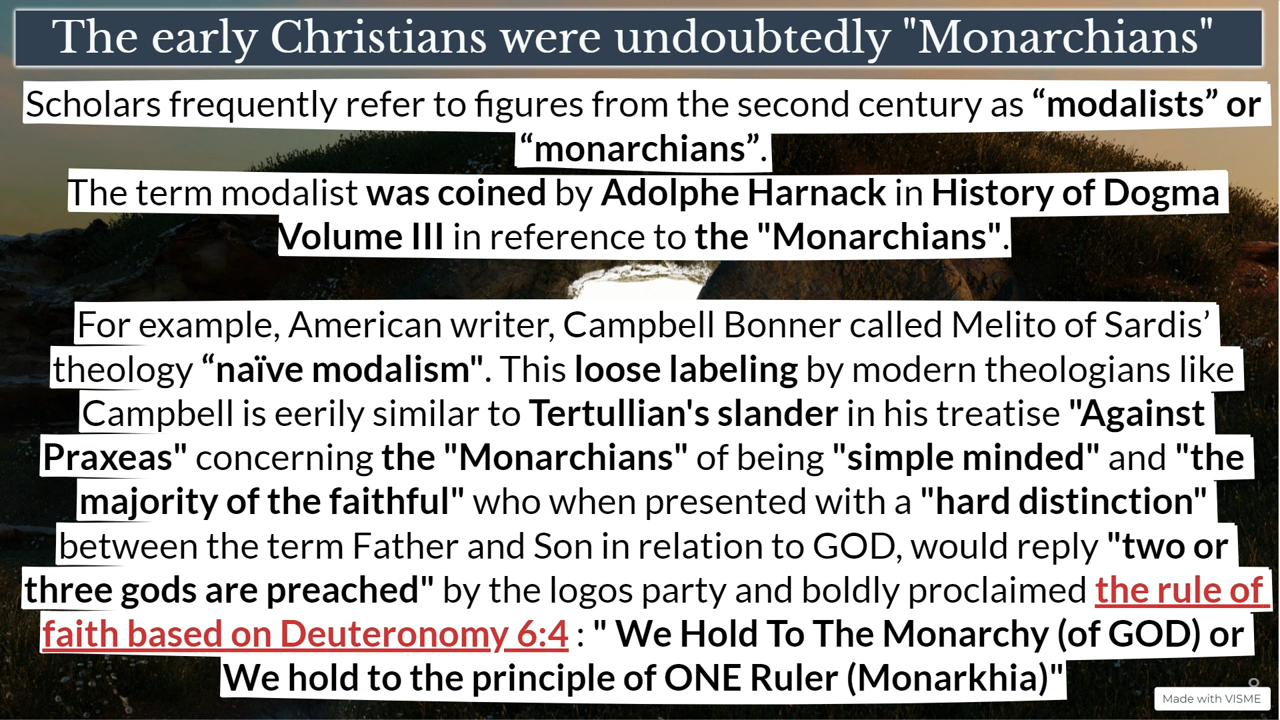 The early Christians were undoubtedly "Monarchians"
Scholars frequently refer to figures from the second century as “modalists” or
“monarchians”.
The term modalist was coined by Adolphe Harnack in History of Dogma
Volume III in reference to the "Monarchians".
For example, American writer, Campbell Bonner called Melito of Sardis’
theology “naïve modalism". This loose labeling by modern theologians like
Campbell is eerily similar to Tertullian's slander in his treatise "Against
Praxeas" concerning the "Monarchians" of being "simple minded" and "the
majority of the faithful" who when presented with a "hard distinction"
between the term Father and Son in relation to GOD, would reply "two or
three gods are preached" by the logos party and boldly proclaimed the rule of
faith based on Deuteronomy 6:4 : " We Hold To The Monarchy (of GOD) or
We hold to the principle of ONE Ruler (Monarkhia)"
Made with VISME